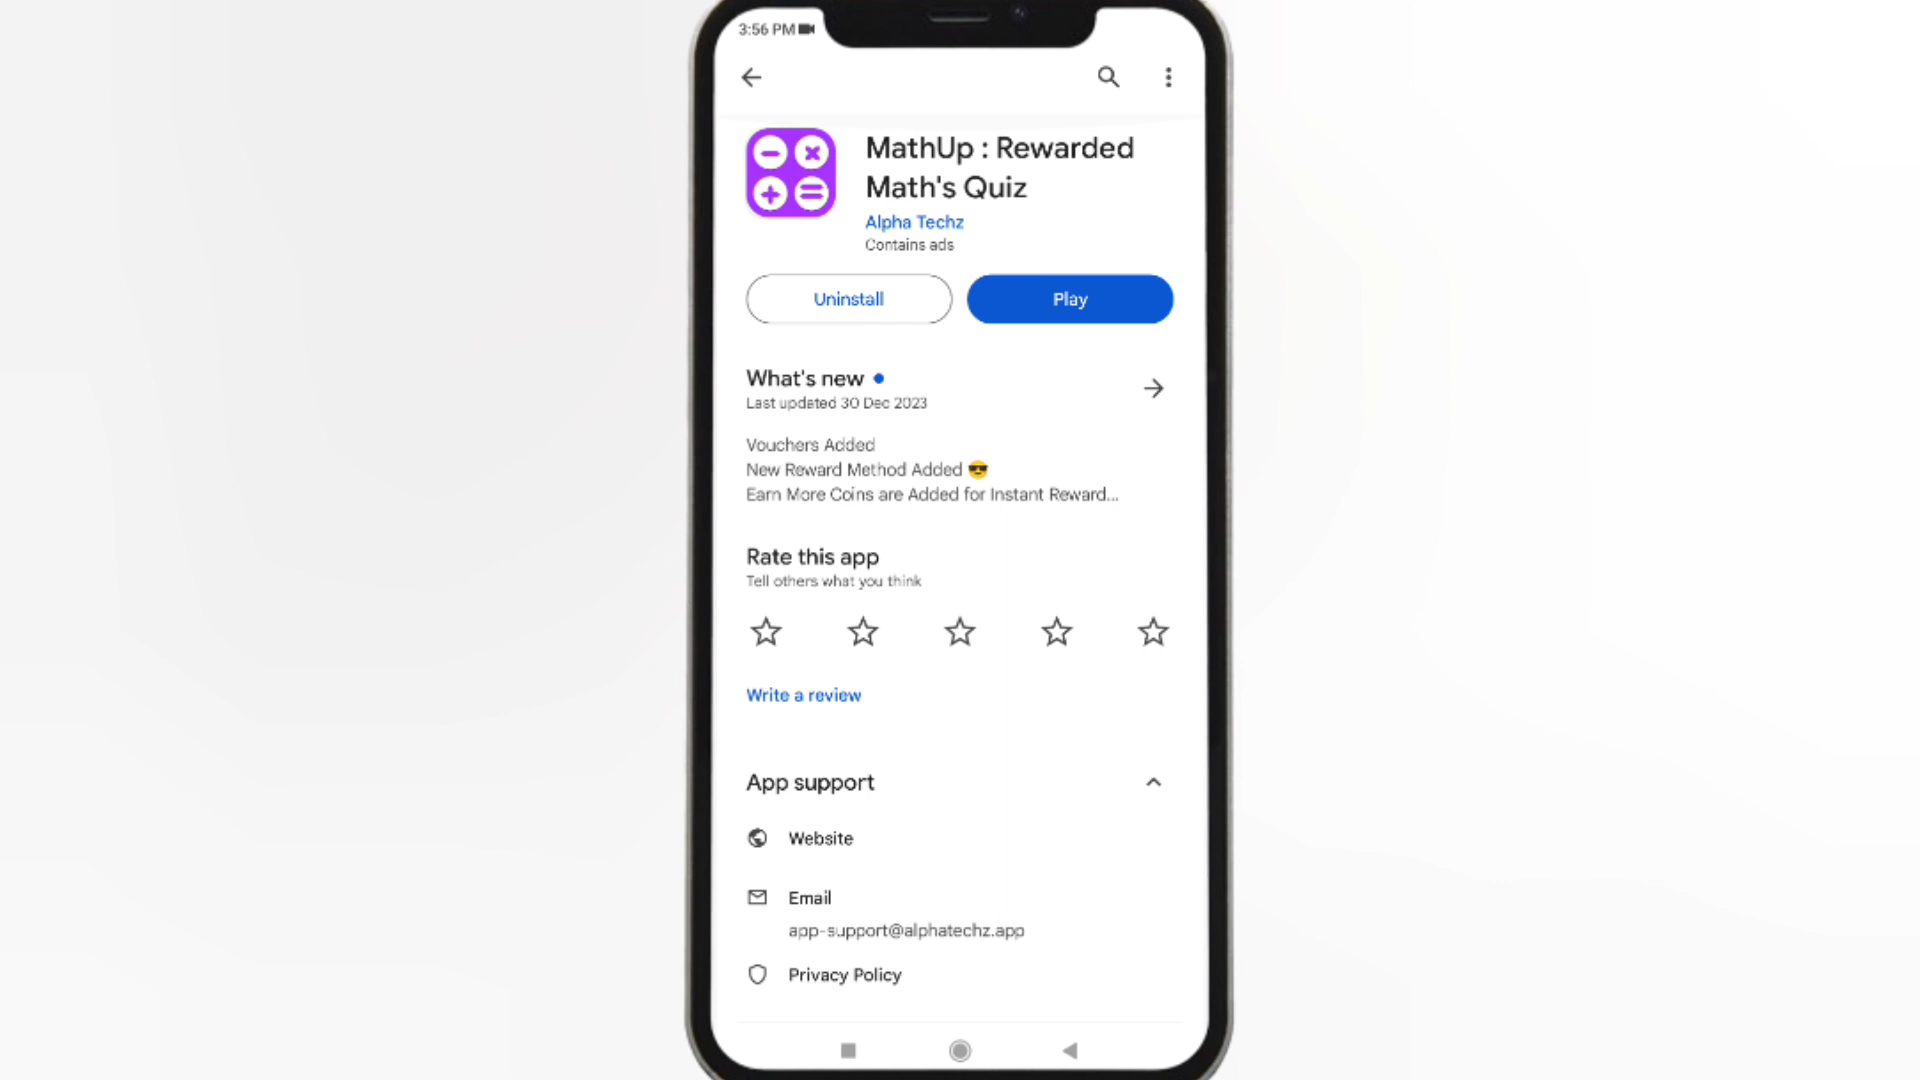 3:56 PM
MathUp : Rewarded
Math's Quiz
Alpha Techz
Contains ads
Uninstall
Play
What's new
Last updated 30 Dec 2023
Vouchers Added
New Reward Method Added 😎
Earn More Coins are Added for Instant Reward...
Rate this app
Tell others what you think
Write a review
App support
Website
Email
app-support@alphatechz.app
Privacy Policy